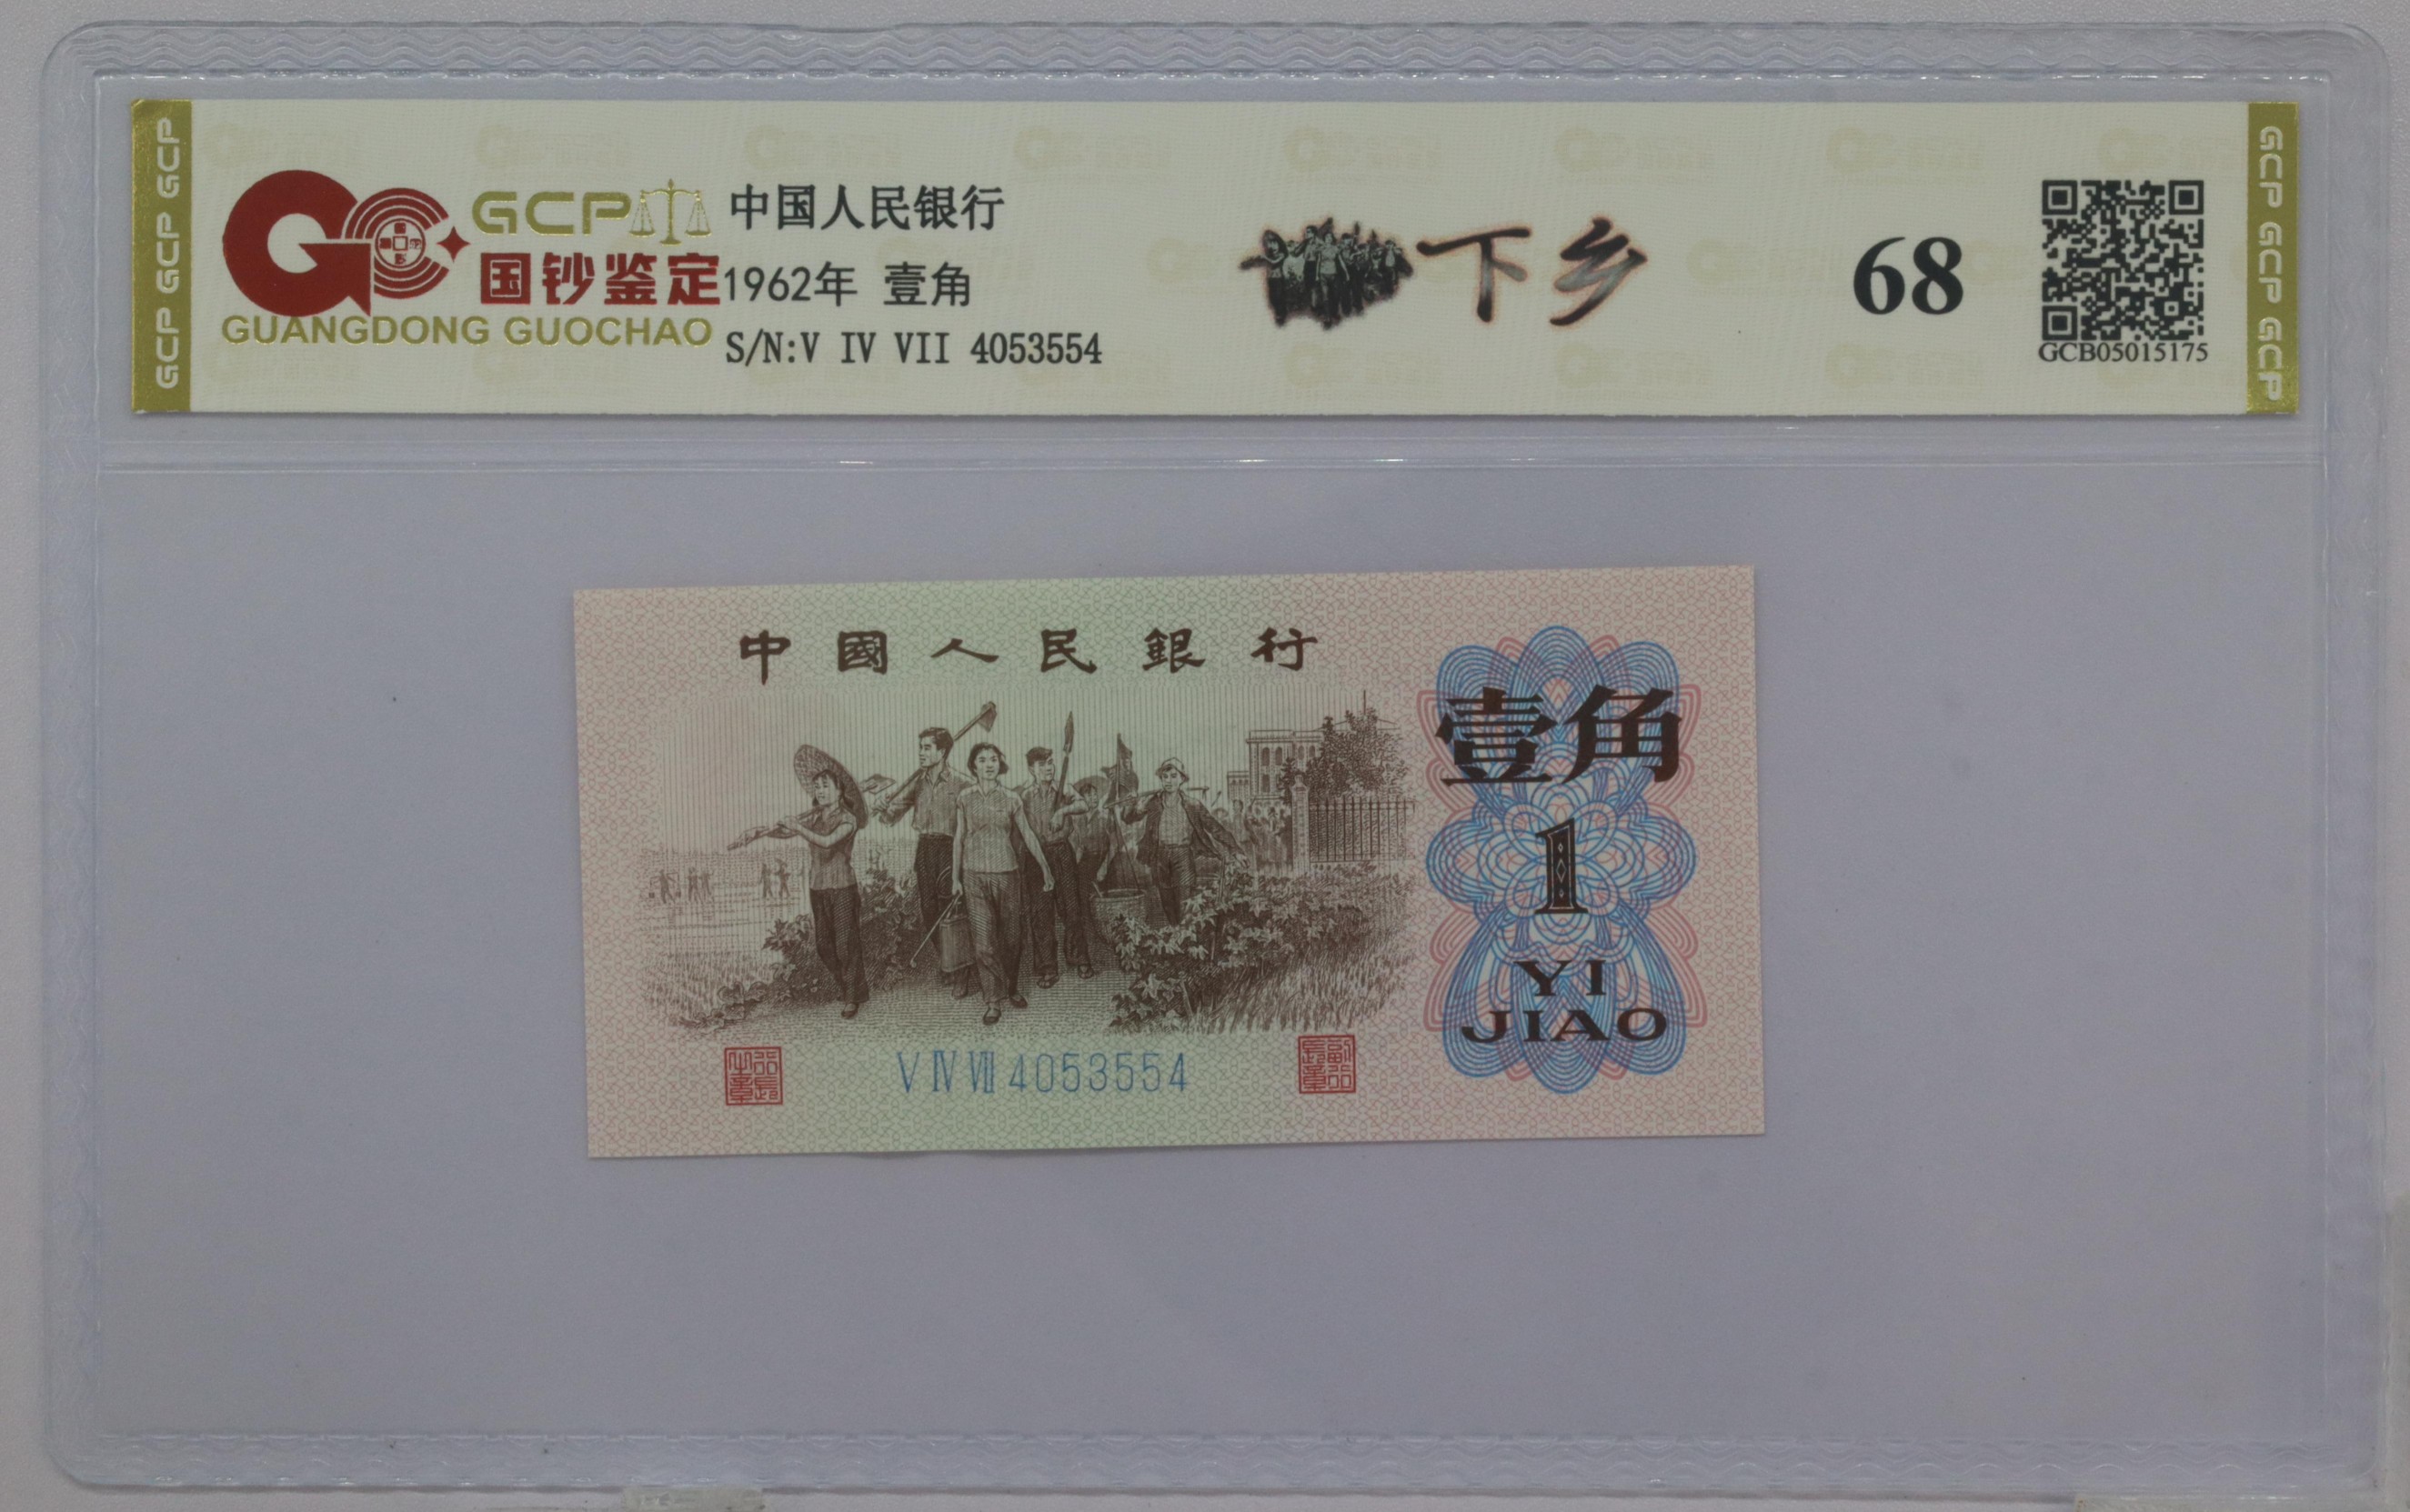 GCP GCP GCP
GCP
国钞鉴定
GUANGDONG GUOCHAO
中国人民银行
1962年 壹角
S/N:V IV VII 4053554
下乡
68
GCB05015175
GCP GCP GCP
中國人民銀行
壹角
1
YI
JIAO
V IV VII 4053554